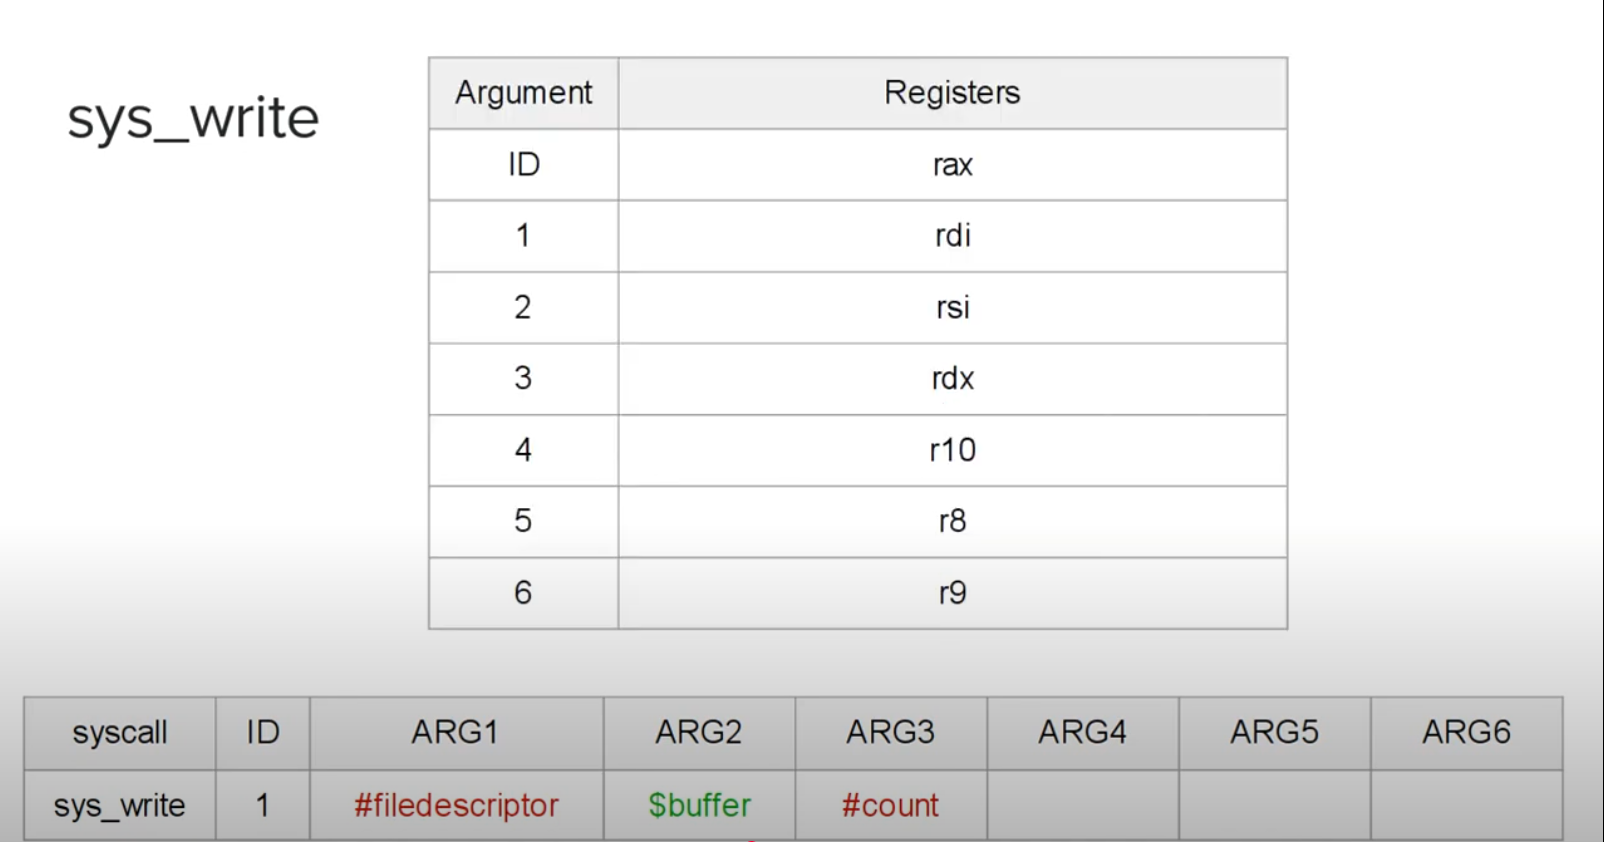 sys_write
Argument Registers
ID rax
1 rdi
2 rsi
3 rdx
4 r10
5 r8
6 r9
syscall ID ARG1 ARG2 ARG3 ARG4 ARG5 ARG6
sys_write 1 #filedescriptor $buffer #count